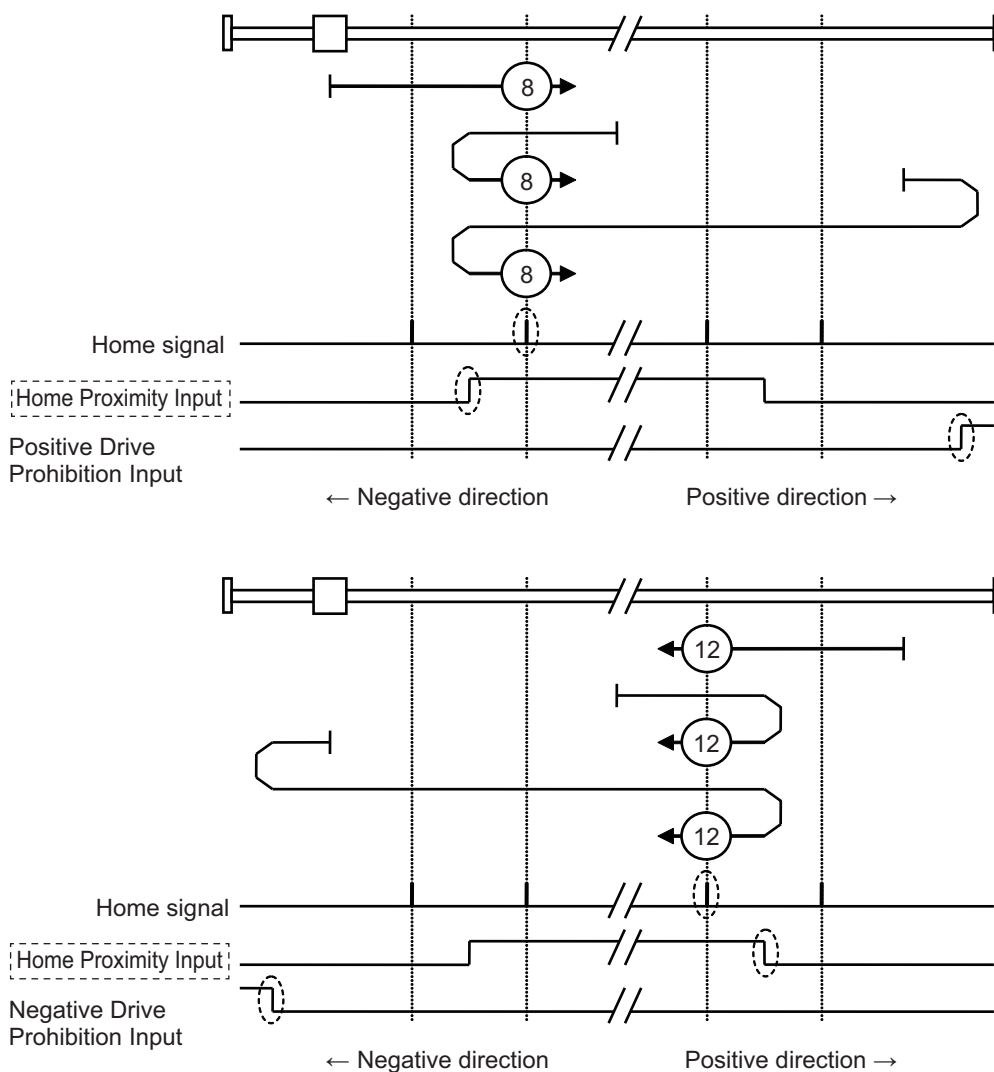 8
8
8
Home signal
Home Proximity Input
Positive Drive
Prohibition Input
← Negative direction
Positive direction →
12
12
12
Home signal
Home Proximity Input
Negative Drive
Prohibition Input
← Negative direction
Positive direction →